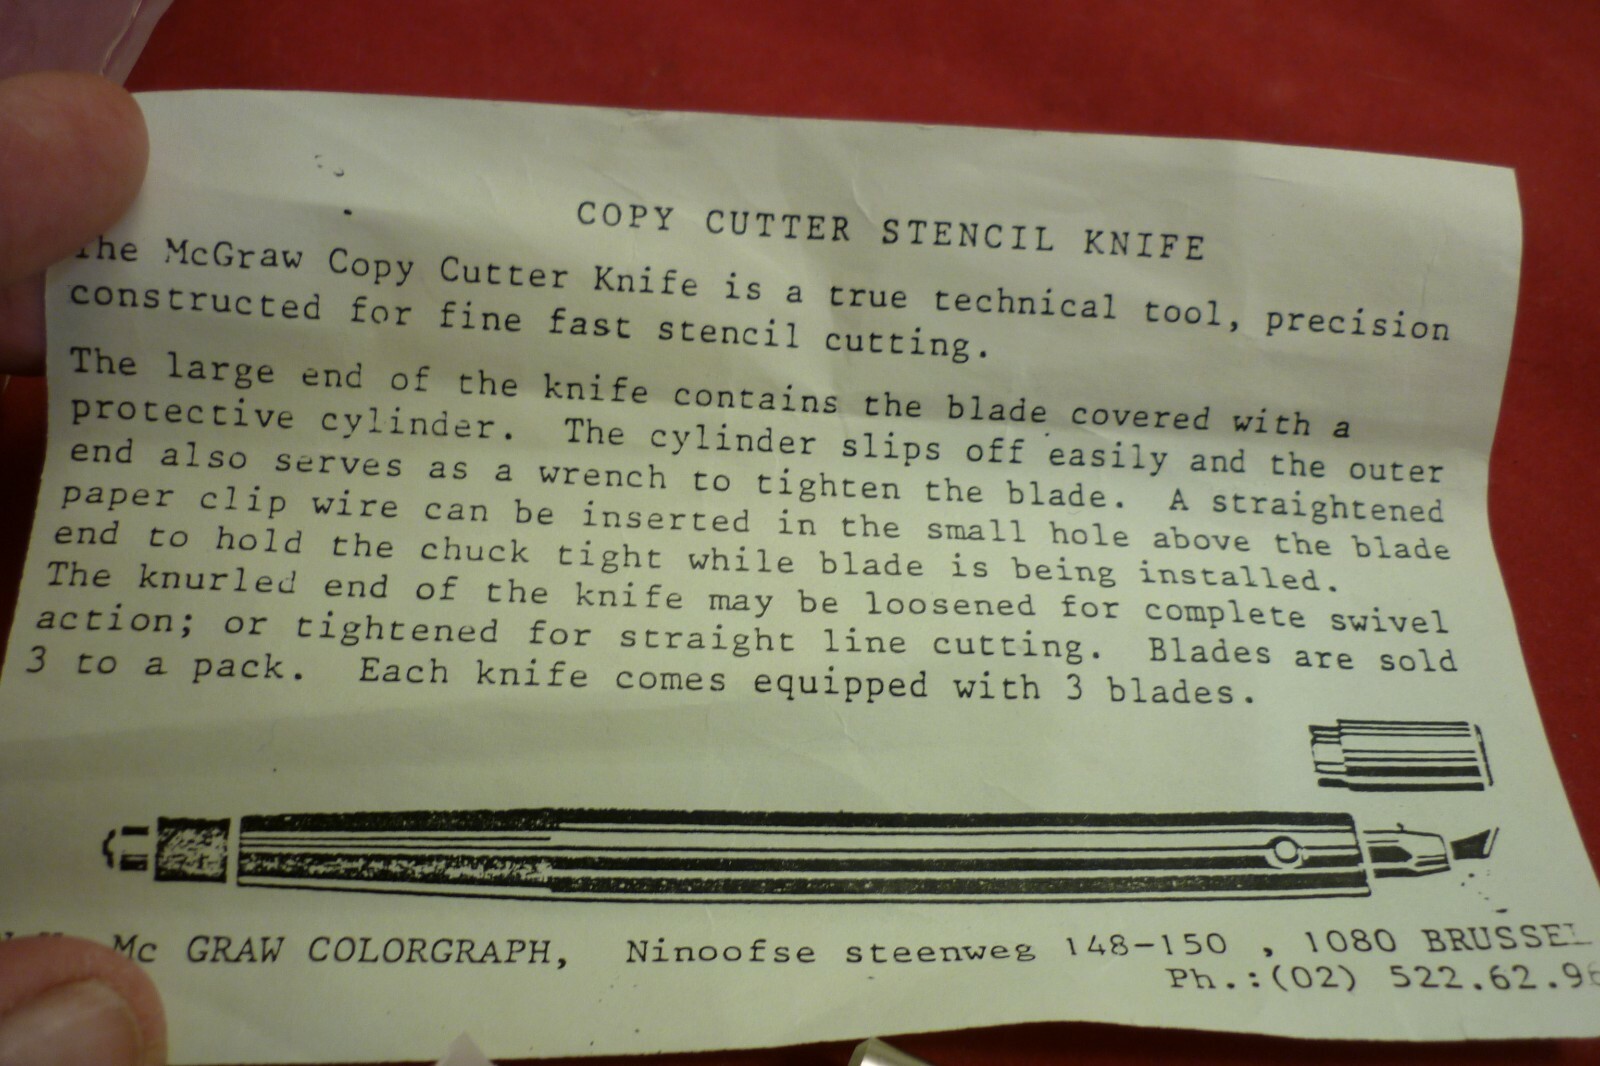 COPY CUTTER STENCIL KNIFE
The McGraw Copy Cutter Knife is a true technical tool, precision
constructed for fine fast stencil cutting.
The large end of the knife contains the blade covered with a
protective cylinder. The cylinder slips off easily and the outer
end also serves as a wrench to tighten the blade. A straightened
paper clip wire can be inserted in the small hole above the blade
end to hold the chuck tight while blade is being installed.
The knurled end of the knife may be loosened for complete swivel
action; or tightened for straight line cutting. Blades are sold
3 to a pack. Each knife comes equipped with 3 blades.
Mc GRAW COLORGRAPH, Ninoofse steenweg 148-150 , 1080 BRUSSEL
Ph.:(02) 522.62.96